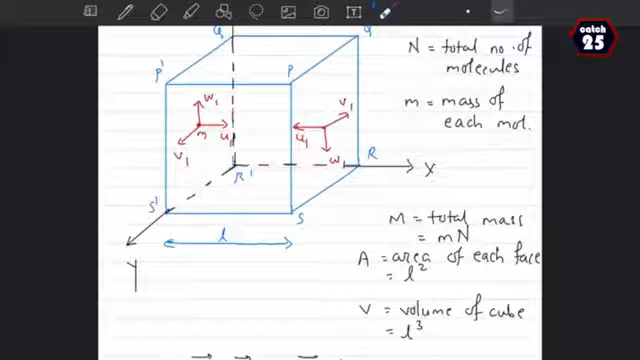 catch
25
Q
P'
P
N = total no. of
molecules
m = mass of
each mol.
w1
m
u1
v1
v1
u1
w1
R'
R
X
S'
S
l
Y
M = total mass
= mN
A = area of each face
= l²
V = volume of cube
= l³